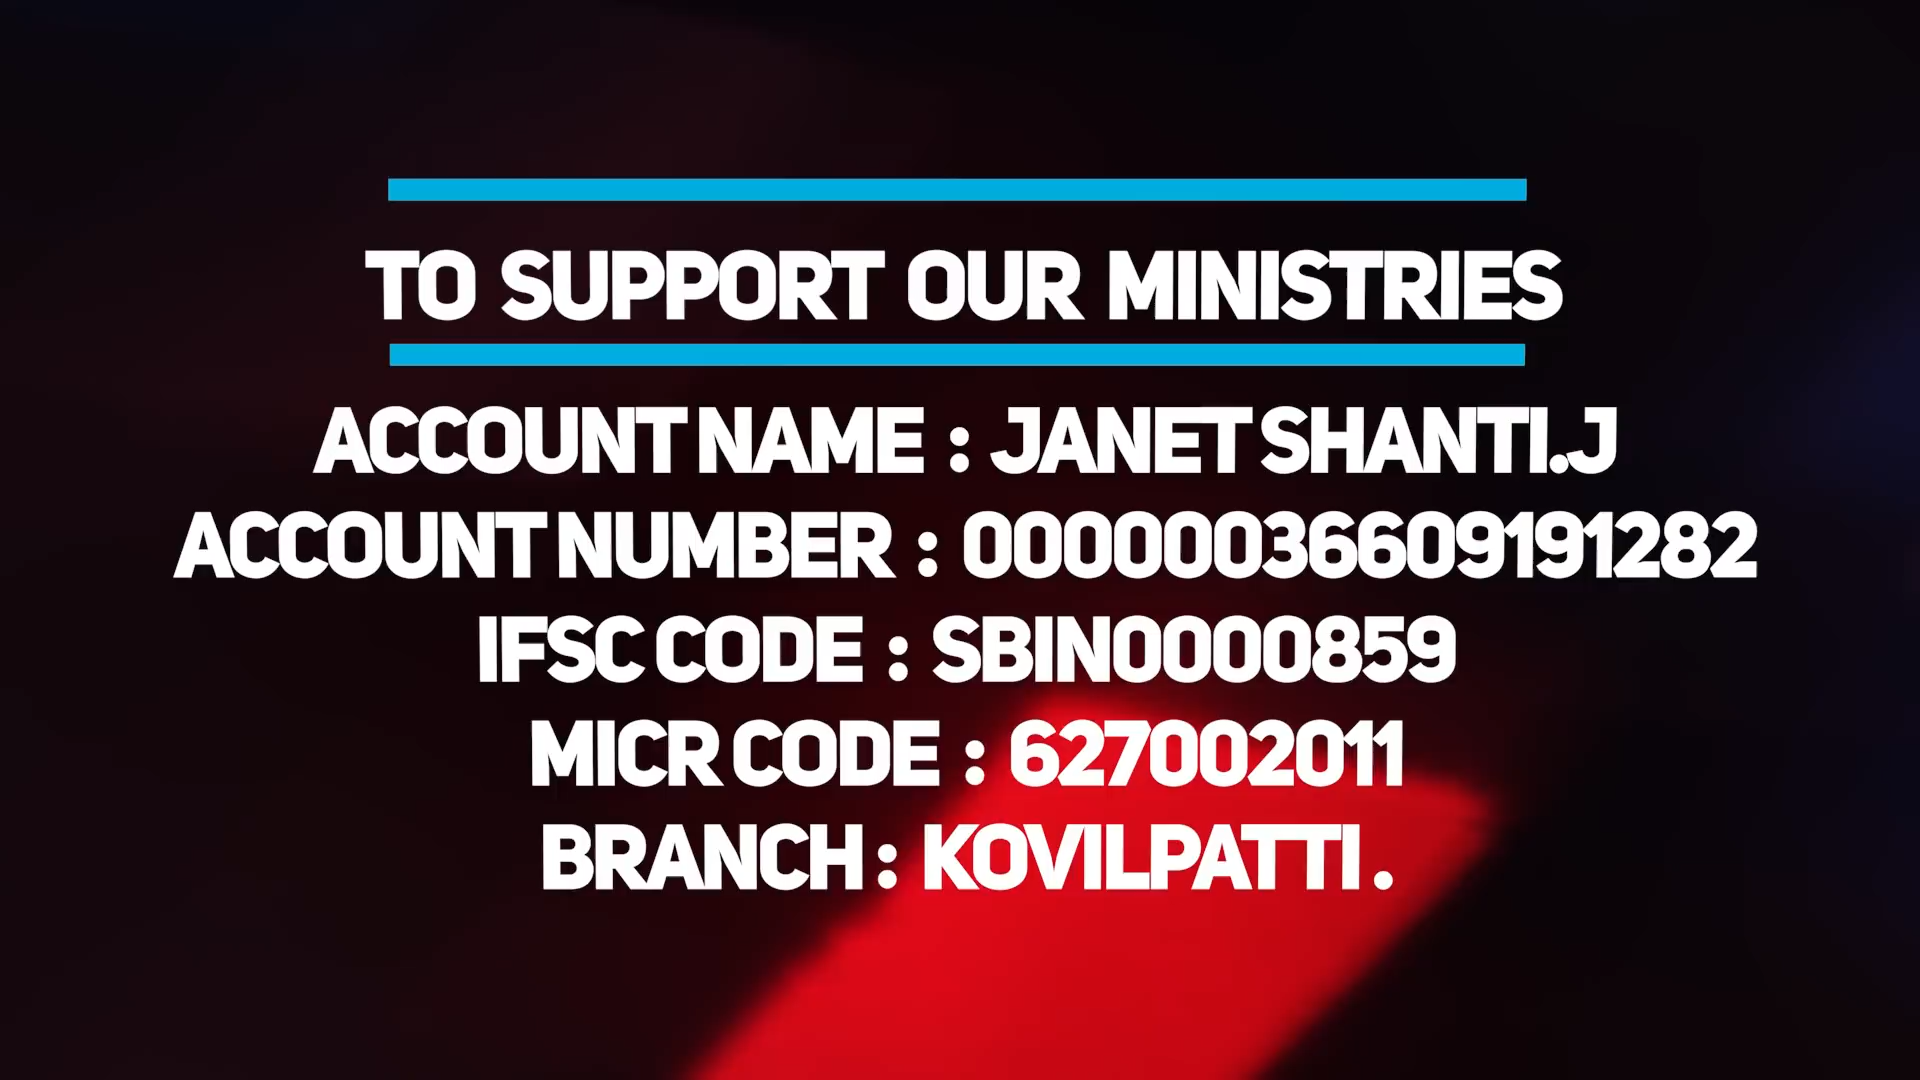 TO SUPPORT OUR MINISTRIES
ACCOUNT NAME : JANET SHANTI.J
ACCOUNT NUMBER : 00000036609191282
IFSC CODE : SBIN0000859
MICR CODE : 627002011
BRANCH : KOVILPATTI .